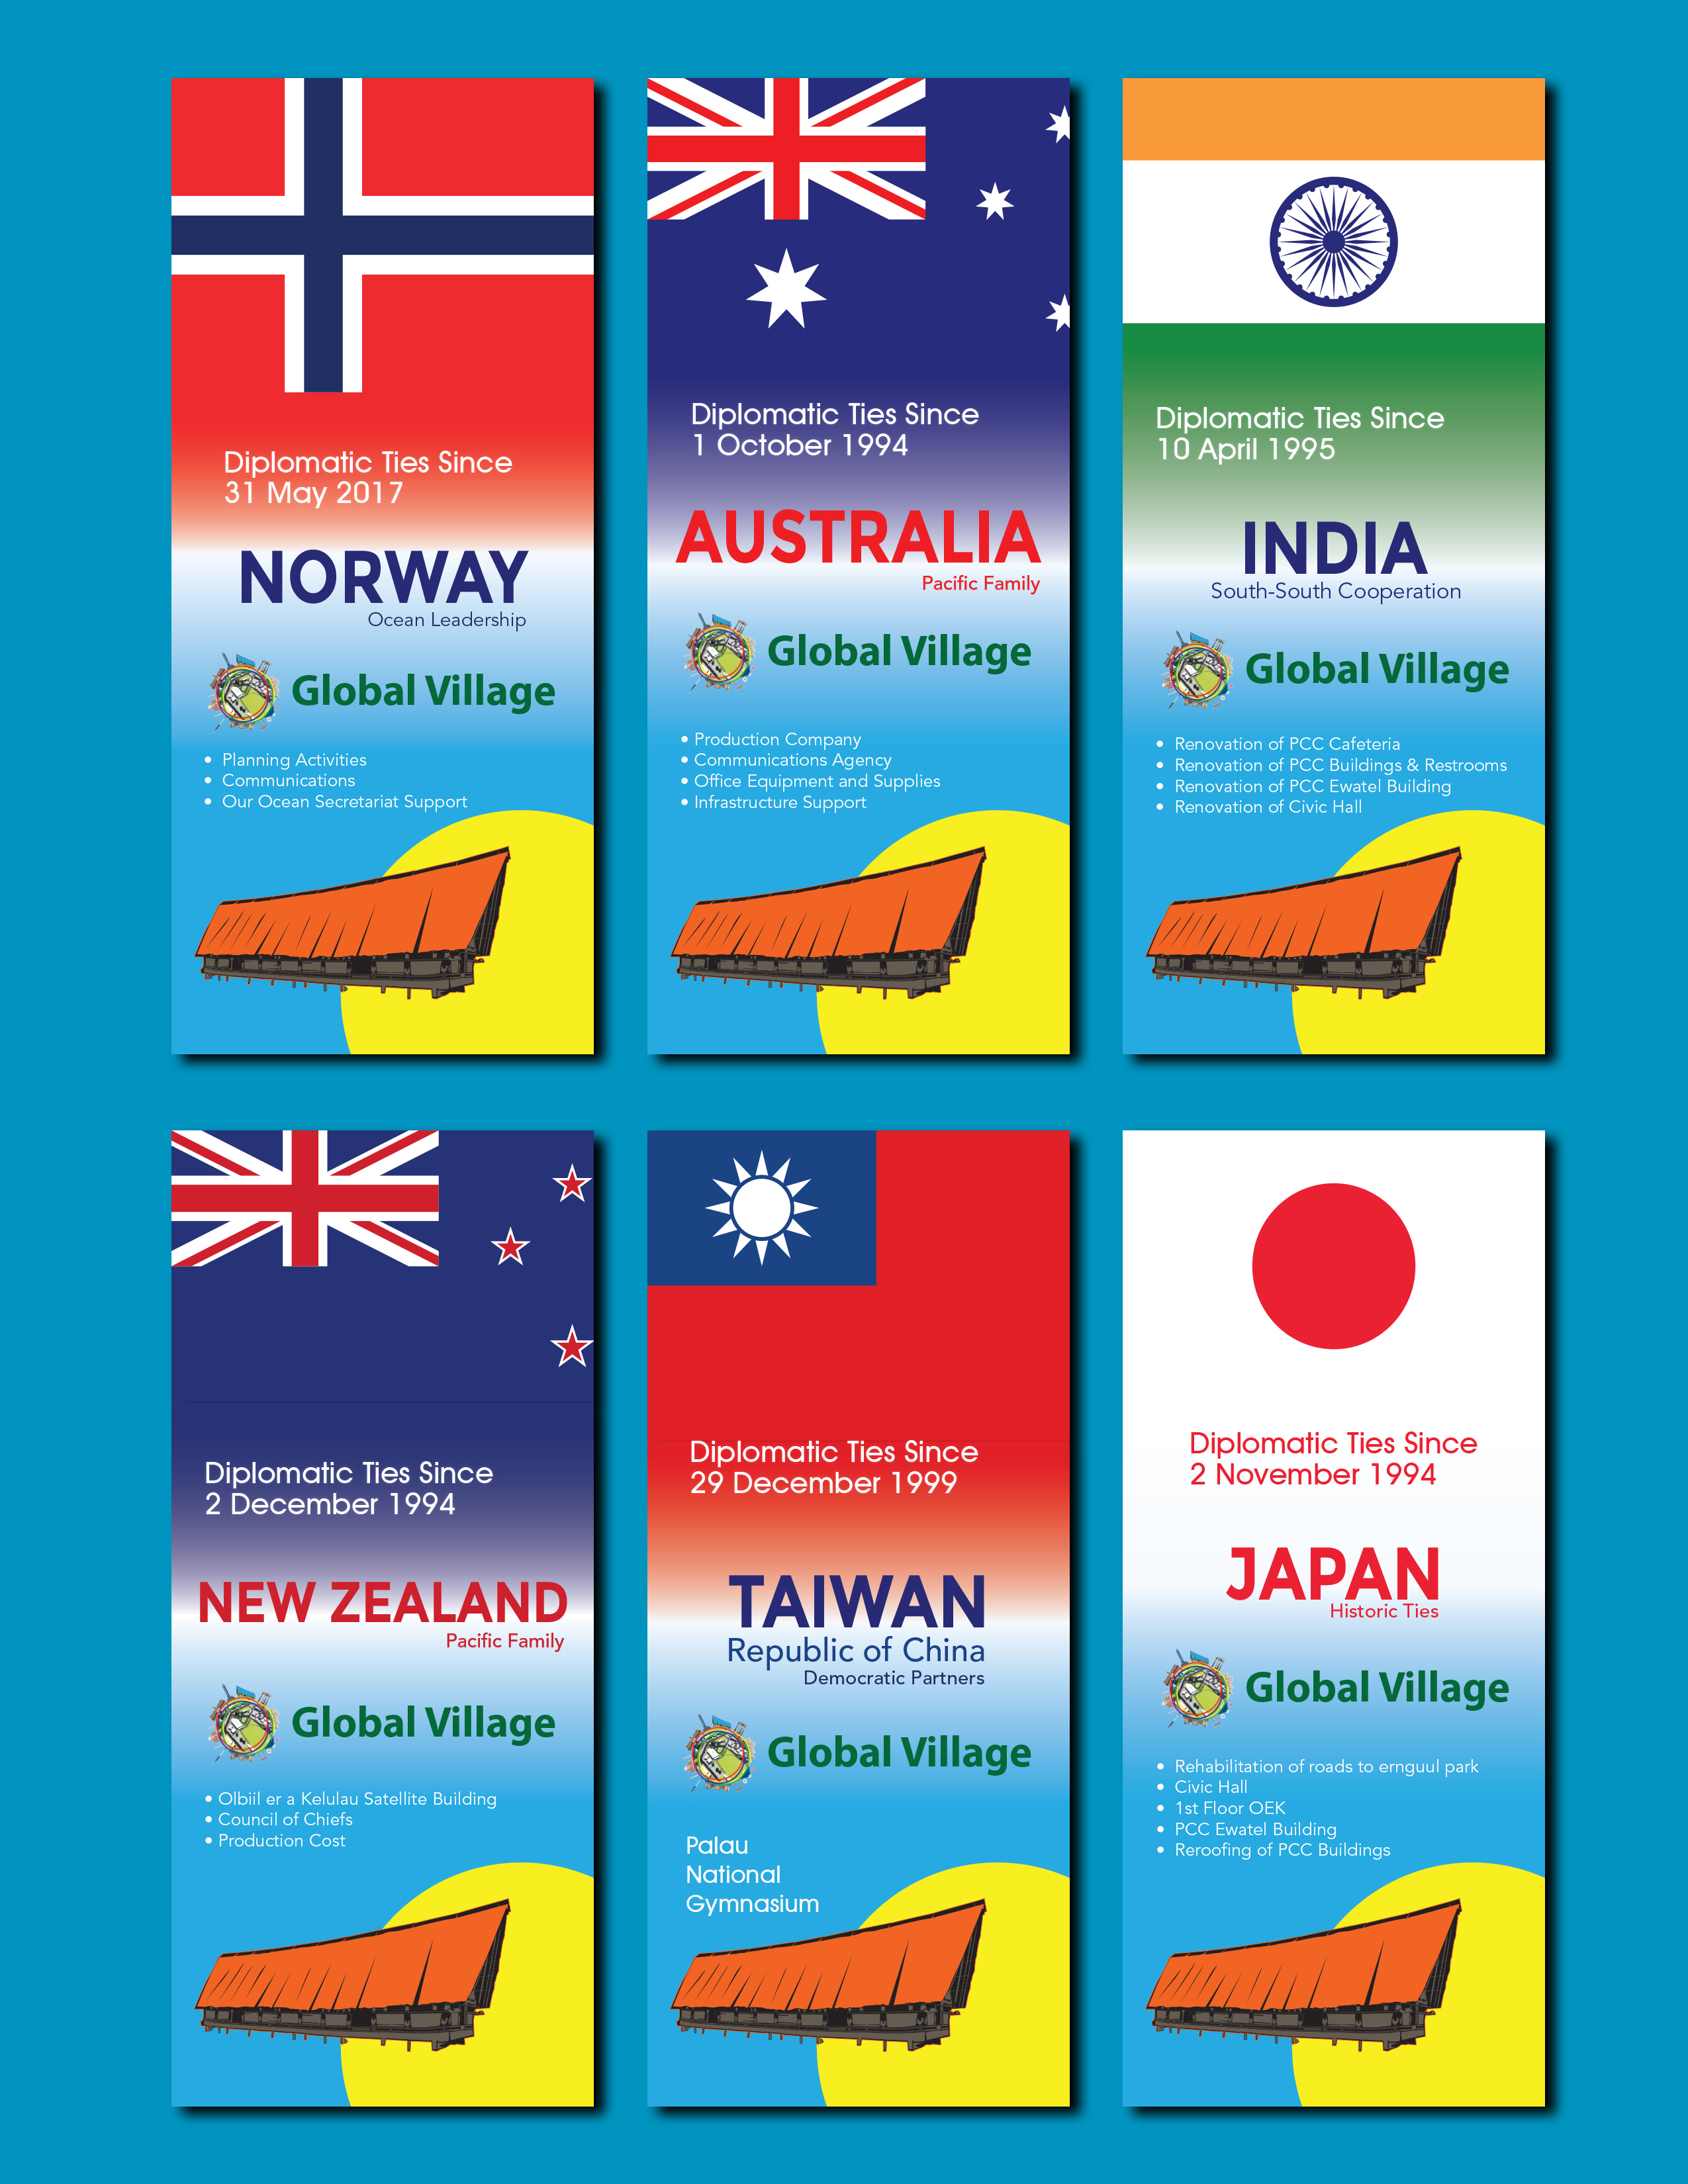 Diplomatic Ties Since
31 May 2017
NORWAY
Ocean Leadership
Global Village
• Planning Activities
• Communications
• Our Ocean Secretariat Support
Diplomatic Ties Since
1 October 1994
AUSTRALIA
Pacific Family
Global Village
• Production Company
• Communications Agency
• Office Equipment and Supplies
• Infrastructure Support
Diplomatic Ties Since
10 April 1995
INDIA
South-South Cooperation
Global Village
• Renovation of PCC Cafeteria
• Renovation of PCC Buildings & Restrooms
• Renovation of PCC Ewatel Building
• Renovation of Civic Hall
Diplomatic Ties Since
2 December 1994
NEW ZEALAND
Pacific Family
Global Village
• Olbiil er a Kelulau Satellite Building
• Council of Chiefs
• Production Cost
Diplomatic Ties Since
29 December 1999
TAIWAN
Republic of China
Democratic Partners
Global Village
Palau
National
Gymnasium
Diplomatic Ties Since
2 November 1994
JAPAN
Historic Ties
Global Village
• Rehabilitation of roads to ernguul park
• Civic Hall
• 1st Floor OEK
• PCC Ewatel Building
• Reroofing of PCC Buildings